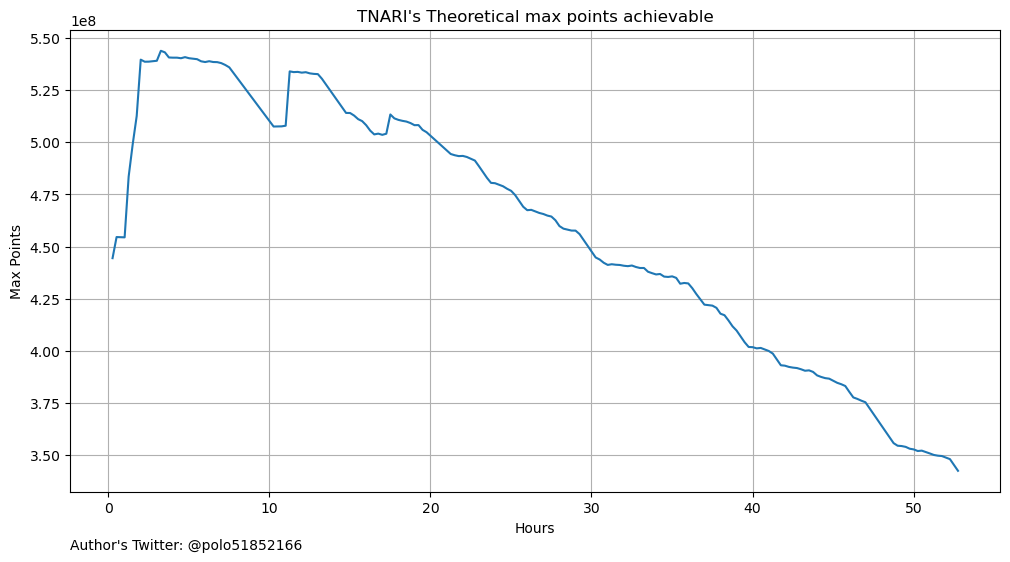 TNARI's Theoretical max points achievable
1e8
5.50
5.25
5.00
4.75
4.50
4.25
4.00
3.75
3.50
Max Points
0 10 20 30 40 50
Hours
Author's Twitter: @polo51852166